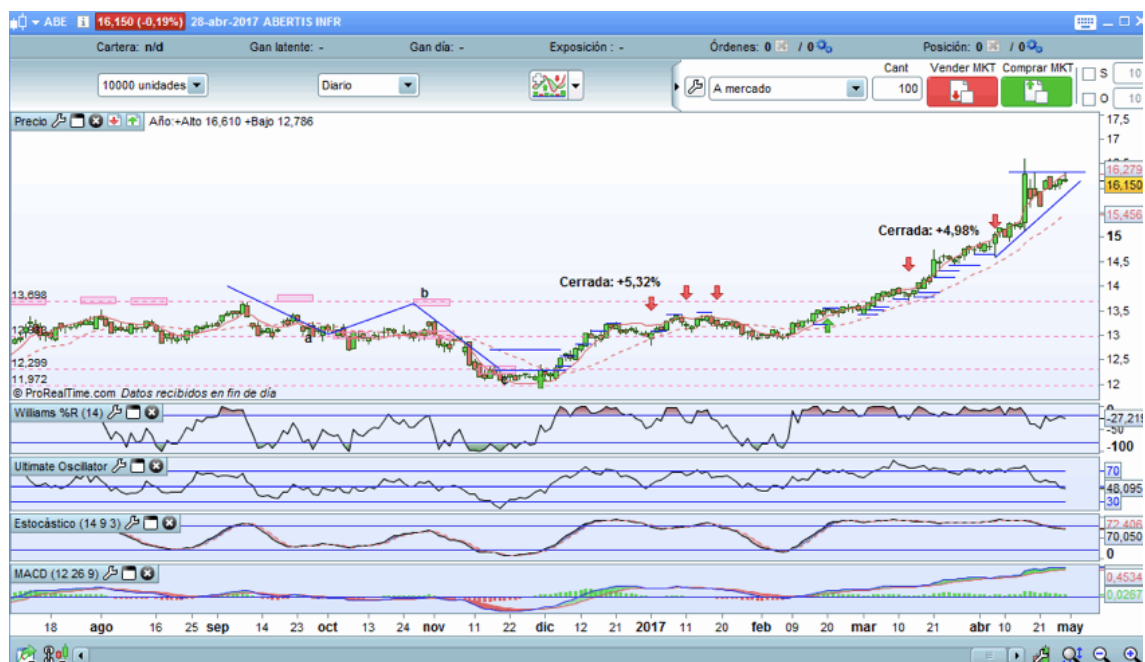 ABE 16,150 (-0,19%) 28-abr-2017 ABERTIS INFR
Cartera: n/d Gan latente: - Gan día: - Exposición : - Órdenes: 0 / 0 Posición: 0 / 0
Cant Vender MKT Comprar MKT
10000 unidades Diario A mercado 100 S 10
O 10
Precio Año:+Alto 16,610 +Bajo 12,786
17,5
17
16,279
16,150
15,456
15
14,5
14
13,5
13
12,5
12
Cerrada: +4,98%
Cerrada: +5,32%
13,698
b
a
12,299
c
11,972
© ProRealTime.com Datos recibidos en fin de día
Williams %R (14)
-27,219
-50
-100
Ultimate Oscillator
70
48,095
30
Estocástico (14 9 3)
72,406
70,050
0
MACD (12 26 9)
0,4534
0,0267
18 ago 16 25 sep 14 23 oct 13 24 nov 11 22 dic 12 21 2017 11 20 feb 09 20 mar 10 21 abr 10 21 may